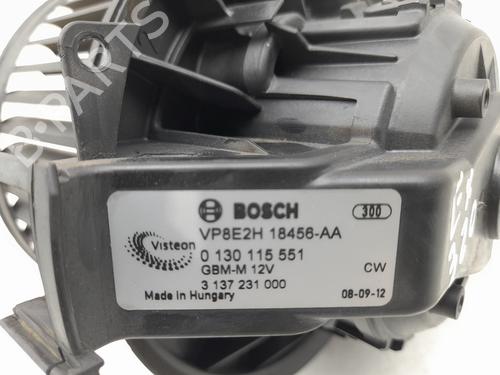 B-PARTS
BOSCH
300
Visteon
VP8E2H 18456-AA
0 130 115 551
GBM-M 12V
CW
3 137 231 000
Made in Hungary
08-09-12